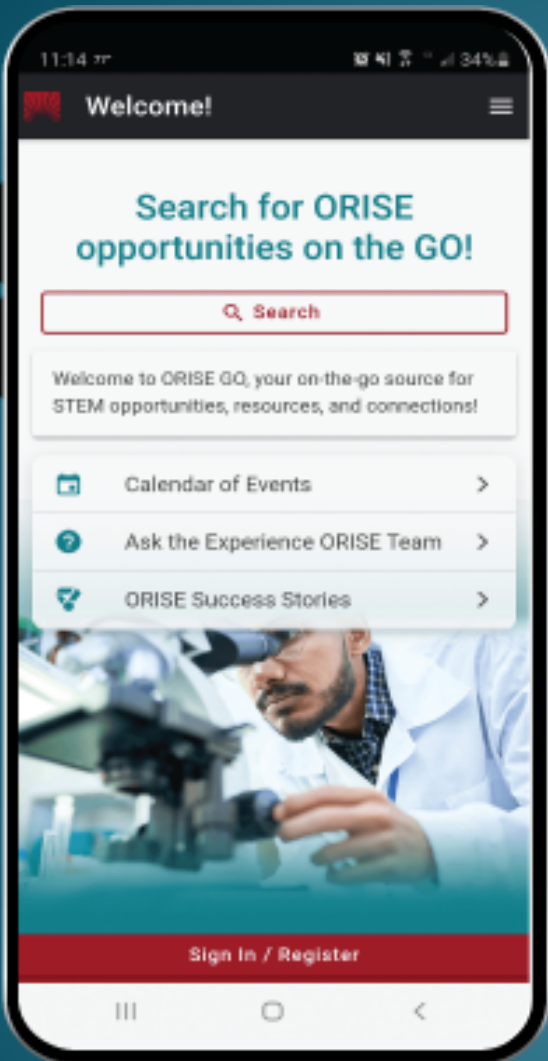 11:14 77°
34%
Welcome!
Search for ORISE
opportunities on the GO!
Search
Welcome to ORISE GO, your on-the-go source for
STEM opportunities, resources, and connections!
Calendar of Events
Ask the Experience ORISE Team
ORISE Success Stories
Sign In / Register